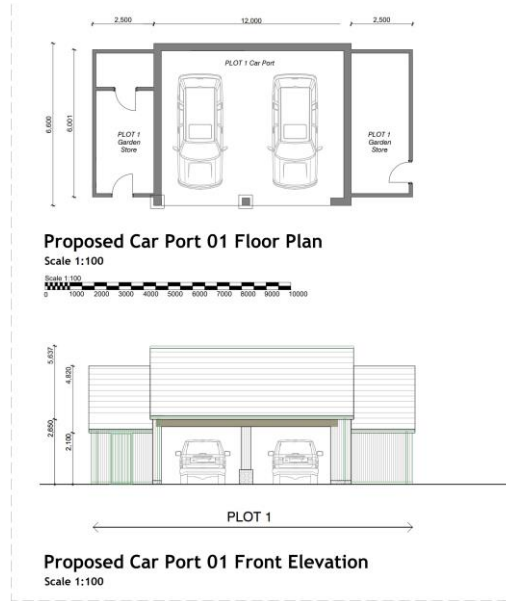 2,500 12,000 2,500
PLOT 1 Car Port
6,600
6,001
PLOT 1
Garden
Store
PLOT 1
Garden
Store
Proposed Car Port 01 Floor Plan
Scale 1:100
Scale 1:100
0 1000 2000 3000 4000 5000 6000 7000 8000 9000 10000
5,637
4,820
2,650
2,100
PLOT 1
Proposed Car Port 01 Front Elevation
Scale 1:100